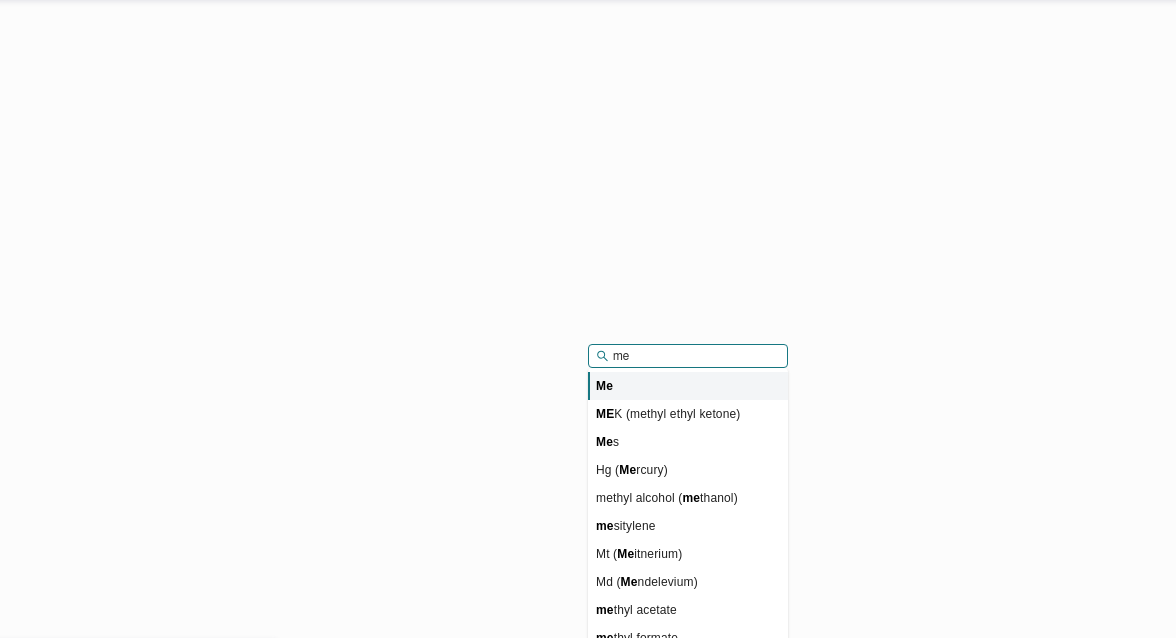 me
Me
MEK (methyl ethyl ketone)
Mes
Hg (Mercury)
methyl alcohol (methanol)
mesitylene
Mt (Meitnerium)
Md (Mendelevium)
methyl acetate
methyl formate